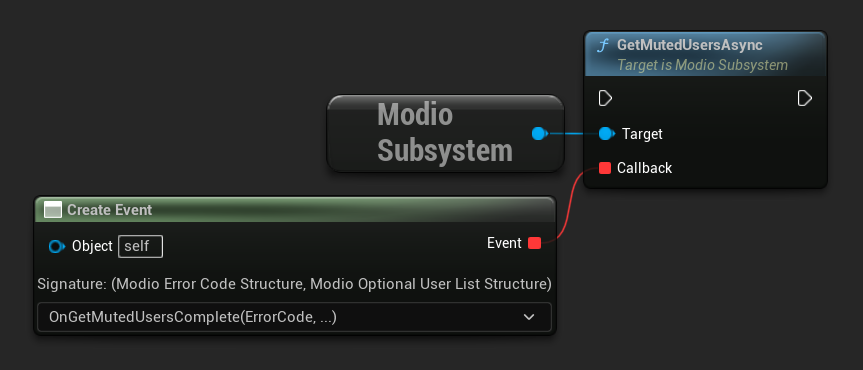 GetMutedUsersAsync
Target is Modio Subsystem
Modio
Subsystem
Target
Callback
Create Event
Object self
Event
Signature: (Modio Error Code Structure, Modio Optional User List Structure)
OnGetMutedUsersComplete(ErrorCode, ...)